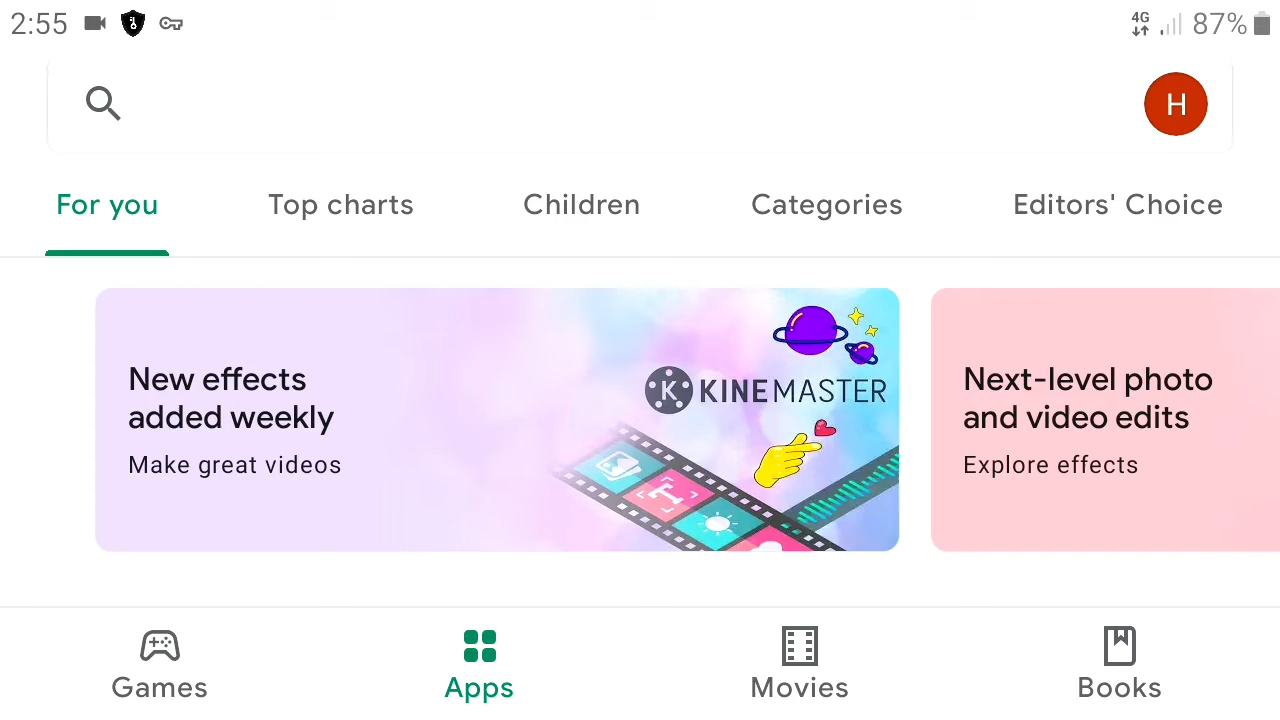 2:55
4G 87%
H
For you Top charts Children Categories Editors' Choice
New effects
added weekly
Make great videos
K KINEMASTER
T
Next-level photo
and video edits
Explore effects
Games Apps Movies Books